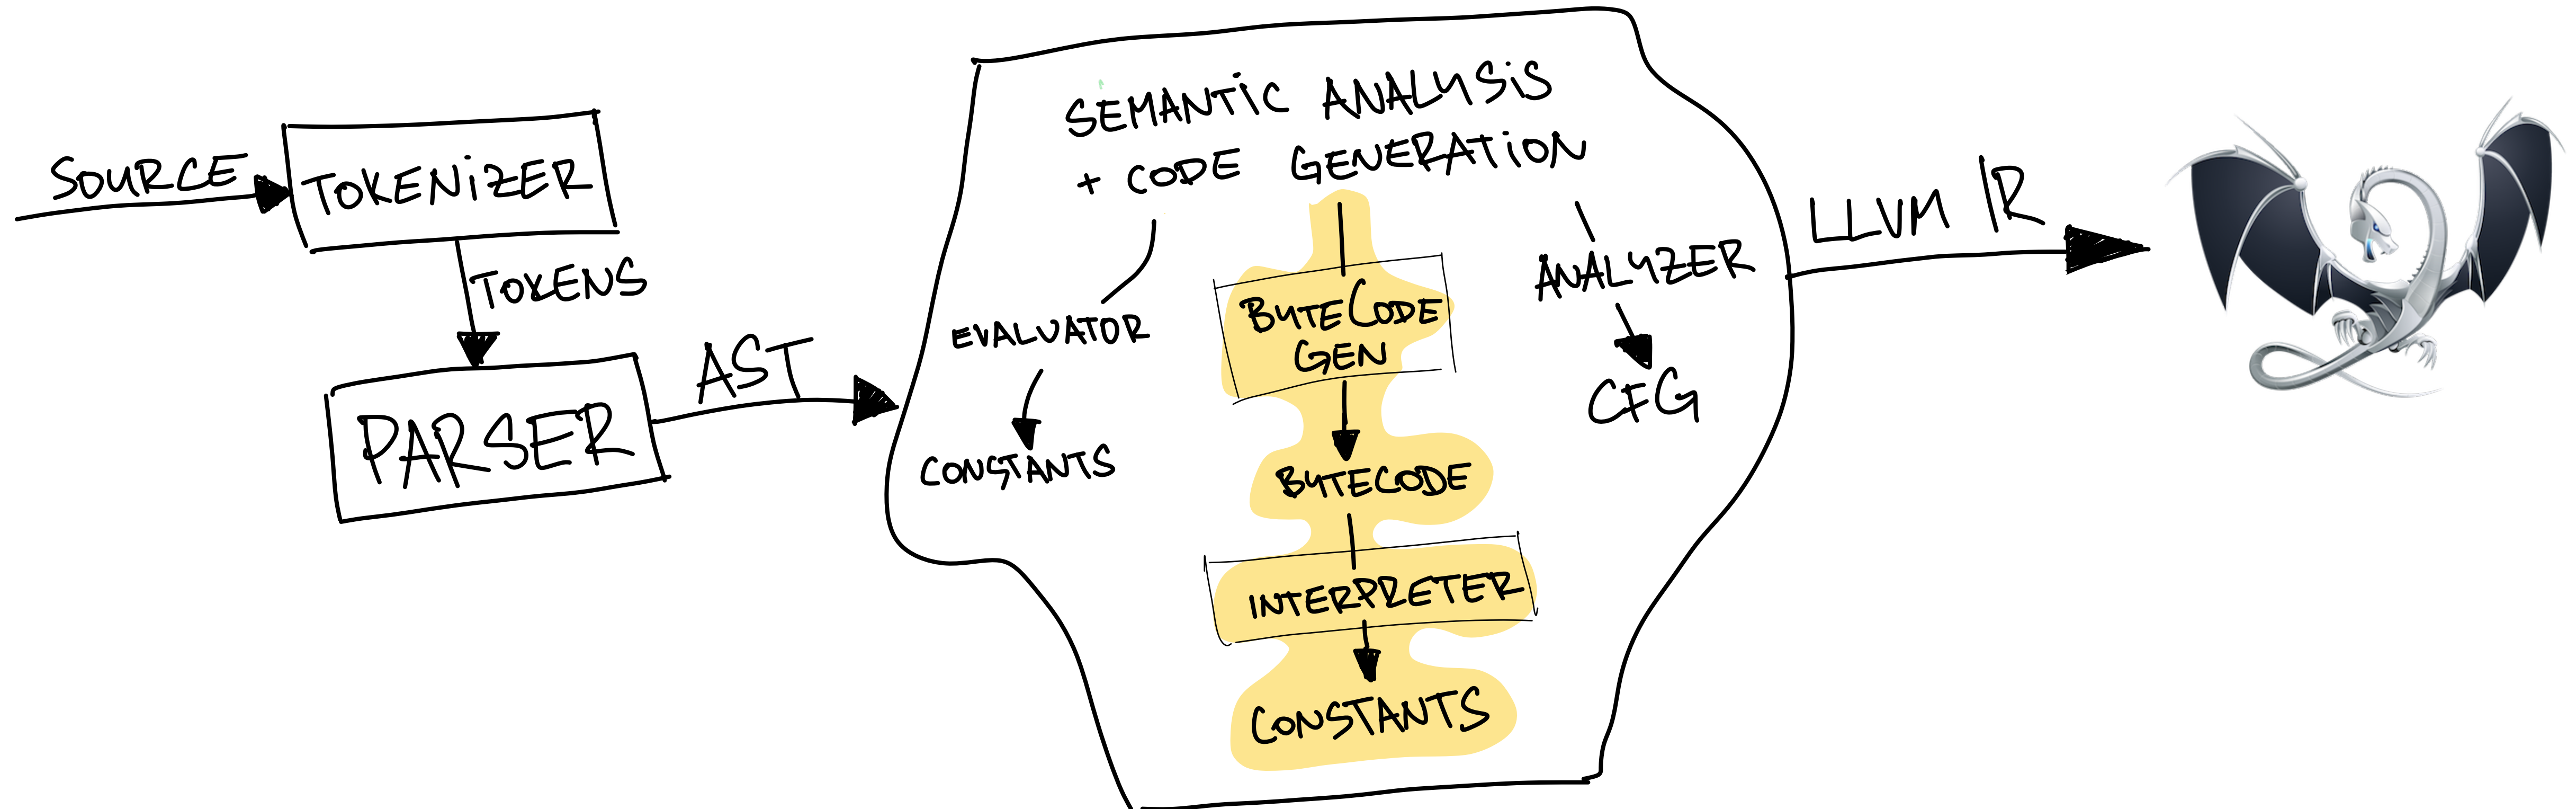 SOURCE
TOKENIZER
TOKENS
PARSER
AST
SEMANTIC ANALYSIS
+ CODE GENERATION
EVALUATOR
CONSTANTS
BYTECODE
GEN
BYTECODE
INTERPRETER
CONSTANTS
ANALYZER
CFG
LLVM IR